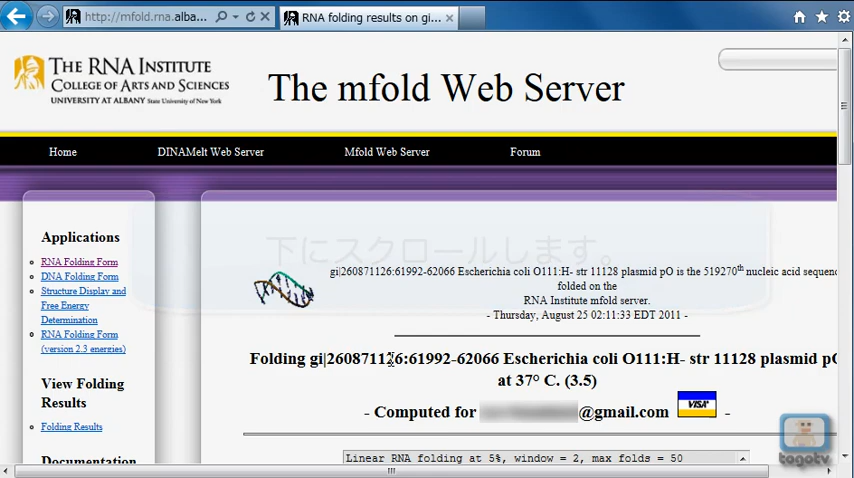 http://mfold.rna.alba...
RNA folding results on gi...
THE RNA INSTITUTE
COLLEGE OF ARTS AND SCIENCES
UNIVERSITY AT ALBANY State University of New York
The mfold Web Server
Home
DINAMelt Web Server
Mfold Web Server
Forum
Applications
RNA Folding Form
DNA Folding Form
Structure Display and
Free Energy
Determination
RNA Folding Form
(version 2.3 energies)
View Folding
Results
Folding Results
Documentation
下にスクロールします。
gi|260871126:61992-62066 Escherichia coli O111:H- str 11128 plasmid pO is the 519270th nucleic acid sequenc
folded on the
RNA Institute mfold server.
- Thursday, August 25 02:11:33 EDT 2011 -
Folding gi|260871126:61992-62066 Escherichia coli O111:H- str 11128 plasmid pO
at 37° C. (3.5)
- Computed for @gmail.com VISA -
Linear RNA folding at 5%, window = 2, max folds = 50
togotv